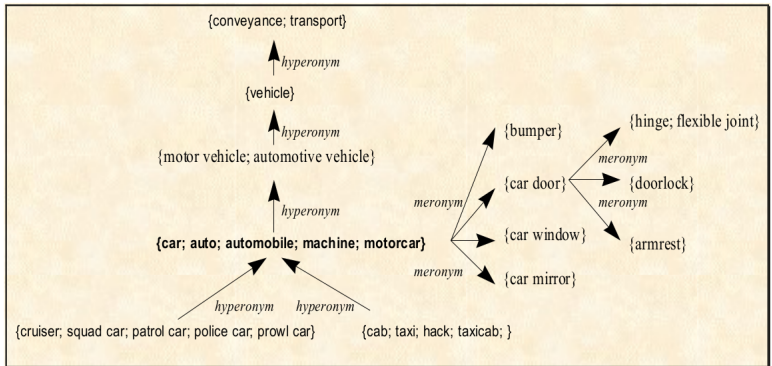 {conveyance; transport}
hyperonym
{vehicle}
hyperonym
{motor vehicle; automotive vehicle}
hyperonym
{car; auto; automobile; machine; motorcar}
hyperonym
hyperonym
{cruiser; squad car; patrol car; police car; prowl car}
{cab; taxi; hack; taxicab; }
{bumper}
meronym
{car door}
{car window}
meronym
{car mirror}
{hinge; flexible joint}
meronym
{doorlock}
meronym
{armrest}